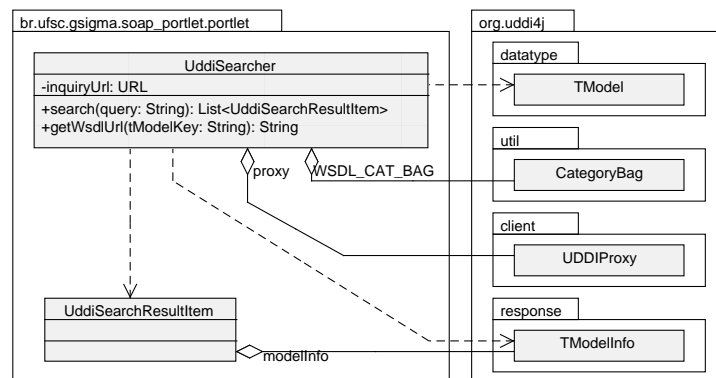 br.ufsc.gsigma.soap_portlet.portlet
org.uddi4j
UddiSearcher
-inquiryUrl: URL
+search(query: String): List<UddiSearchResultItem>
+getWsdlUrl(tModelKey: String): String
datatype
TModel
util
CategoryBag
proxy
WSDL_CAT_BAG
client
UDDIProxy
UddiSearchResultItem
modelInfo
response
TModelInfo